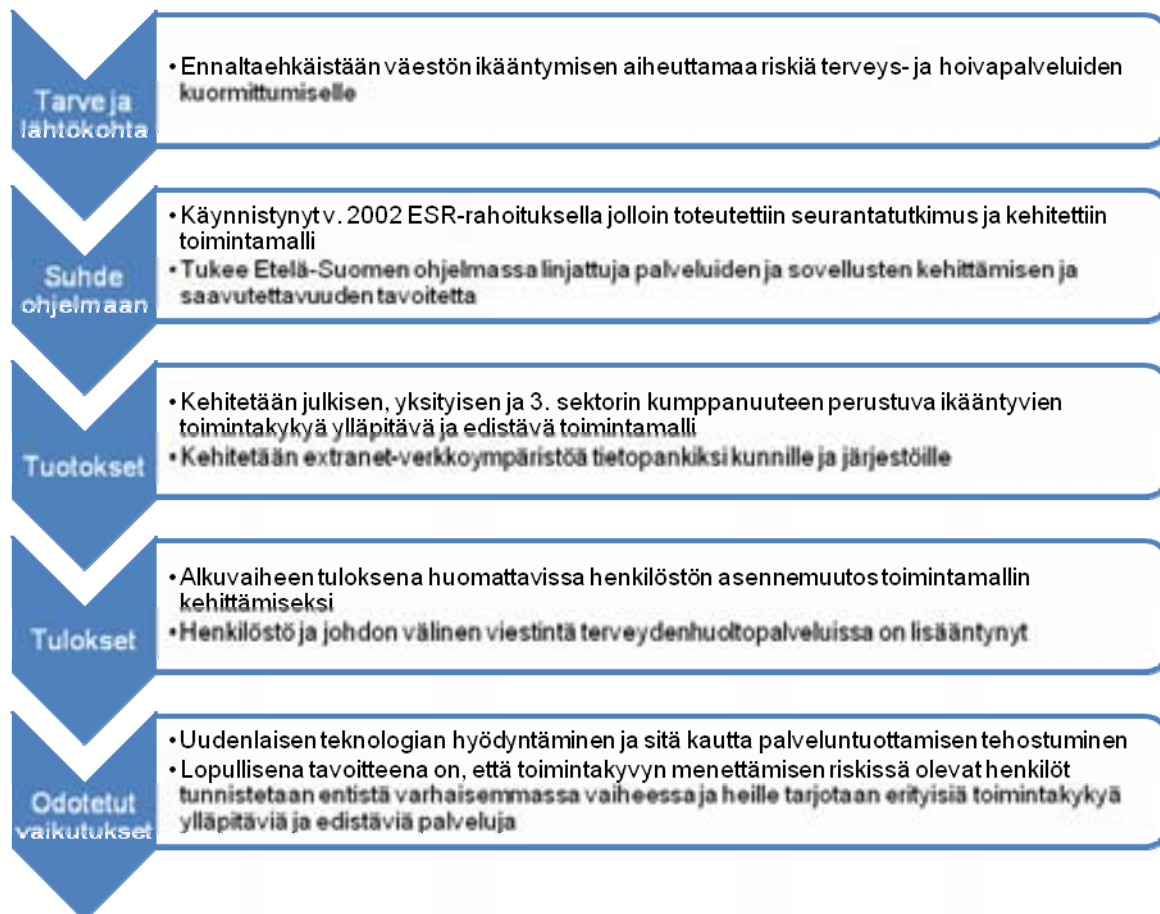 Tarve ja
lähtökohta
• Ennaltaehkäistään väestön ikääntymisen aiheuttamaa riskiä terveys- ja hoivapalveluiden
kuormittumiselle
Suhde
ohjelmaan
• Käynnistynyt v. 2002 ESR-rahoituksella jolloin toteutettiin seurantatutkimus ja kehitettiin
toimintamalli
• Tukee Etelä-Suomen ohjelmassa linjattuja palveluiden ja sovellusten kehittämisen ja
saavutettavuuden tavoitetta
Tuotokset
• Kehitetään julkisen, yksityisen ja 3. sektorin kumppanuuteen perustuva ikääntyvien
toimintakykyä ylläpitävä ja edistävä toimintamalli
• Kehitetään extranet-verkkoympäristöä tietopankiksi kunnille ja järjestöille
Tulokset
• Alkuvaiheen tuloksena huomattavissa henkilöstön asennemuutos toimintamallin
kehittämiseksi
• Henkilöstö ja johdon välinen viestintä terveydenhuoltopalveluissa on lisääntynyt
Odotetut
vaikutukset
• Uudenlaisen teknologian hyödyntäminen ja sitä kautta palveluntuottamisen tehostuminen
• Lopullisena tavoitteena on, että toimintakyvyn menettämisen riskissä olevat henkilöt
tunnistetaan entistä varhaisemmassa vaiheessa ja heille tarjotaan erityisiä toimintakykyä
ylläpitäviä ja edistäviä palveluja